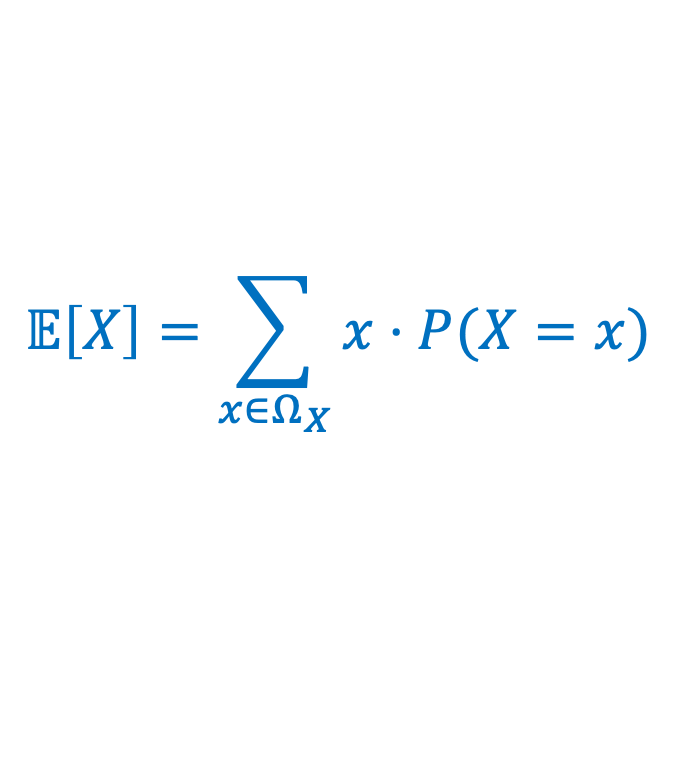 𝔼[X] = ∑_{x∈Ω_X} x · P(X = x)